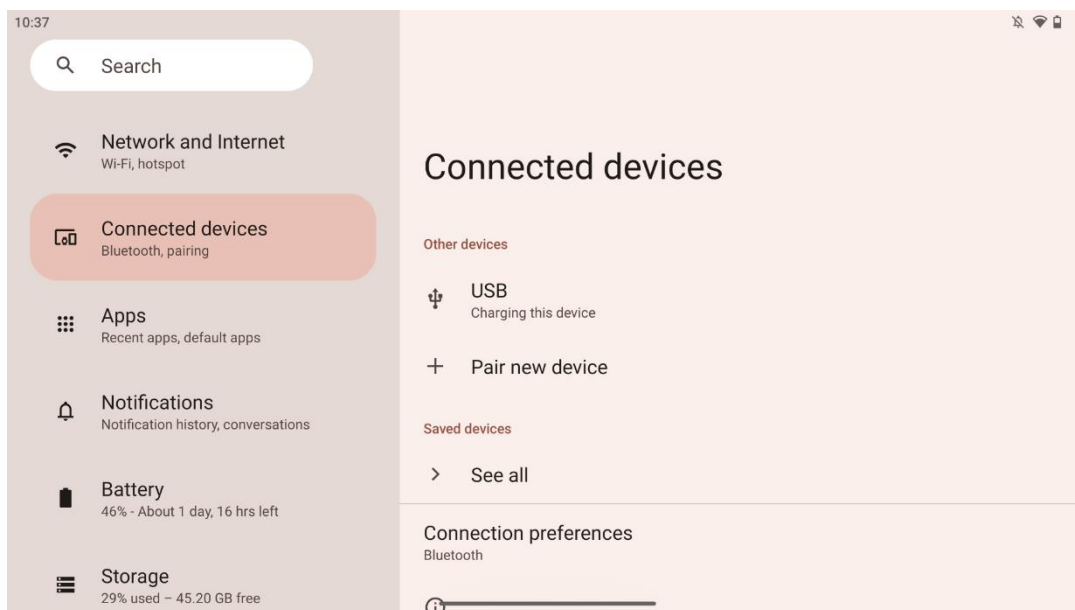 10:37
Search
Network and Internet
Wi-Fi, hotspot
Connected devices
Bluetooth, pairing
Apps
Recent apps, default apps
Notifications
Notification history, conversations
Battery
46% - About 1 day, 16 hrs left
Storage
29% used – 45.20 GB free
Connected devices
Other devices
USB
Charging this device
Pair new device
Saved devices
See all
Connection preferences
Bluetooth